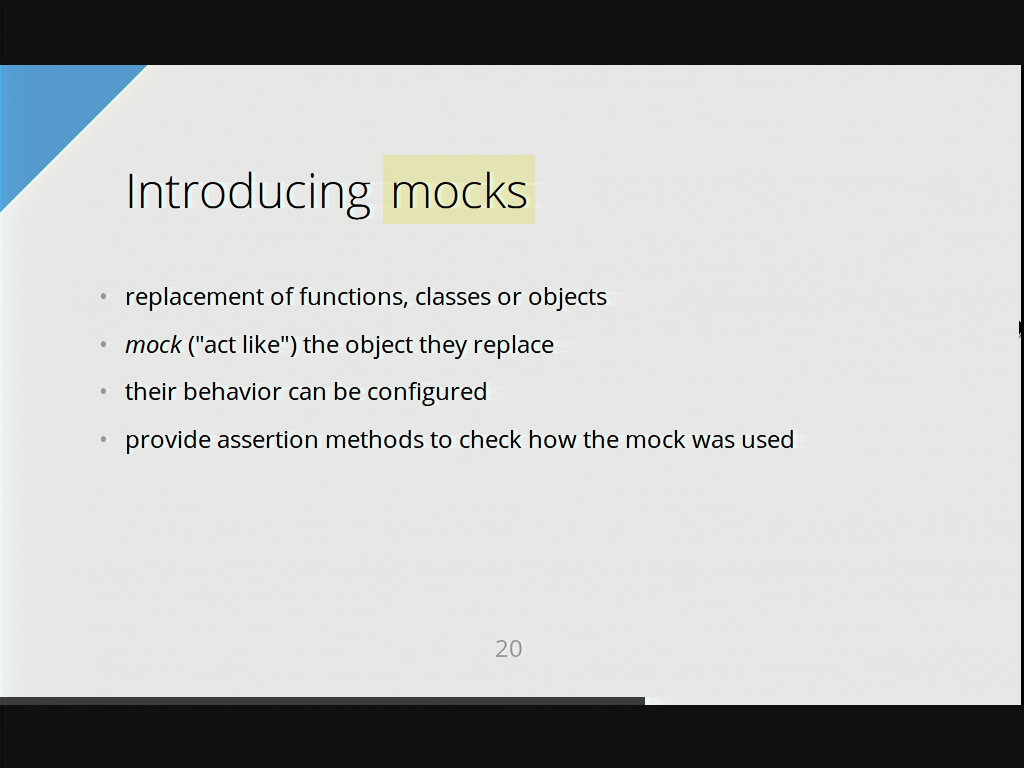 Introducing mocks
• replacement of functions, classes or objects
• mock ("act like") the object they replace
• their behavior can be configured
• provide assertion methods to check how the mock was used
20